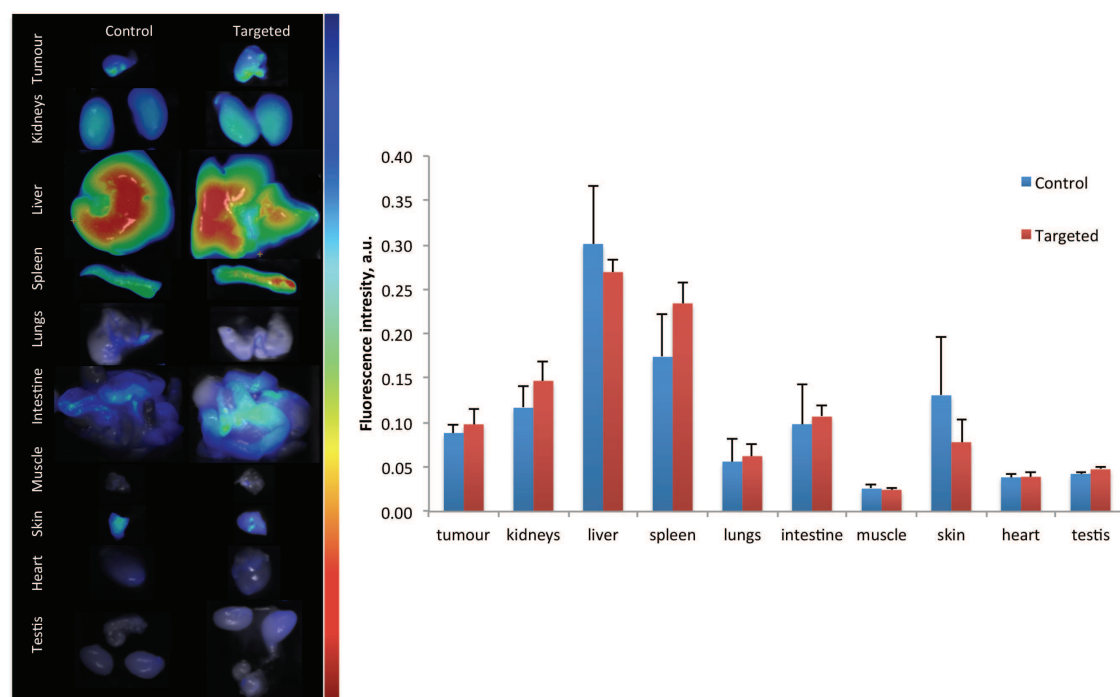 Control Targeted
Tumour
Kidneys
Liver
Spleen
Lungs
Intestine
Muscle
Skin
Heart
Testis
Fluorescence intresity, a.u.
0.40
0.35
0.30
0.25
0.20
0.15
0.10
0.05
0.00
tumour kidneys liver spleen lungs intestine muscle skin heart testis
Control
Targeted